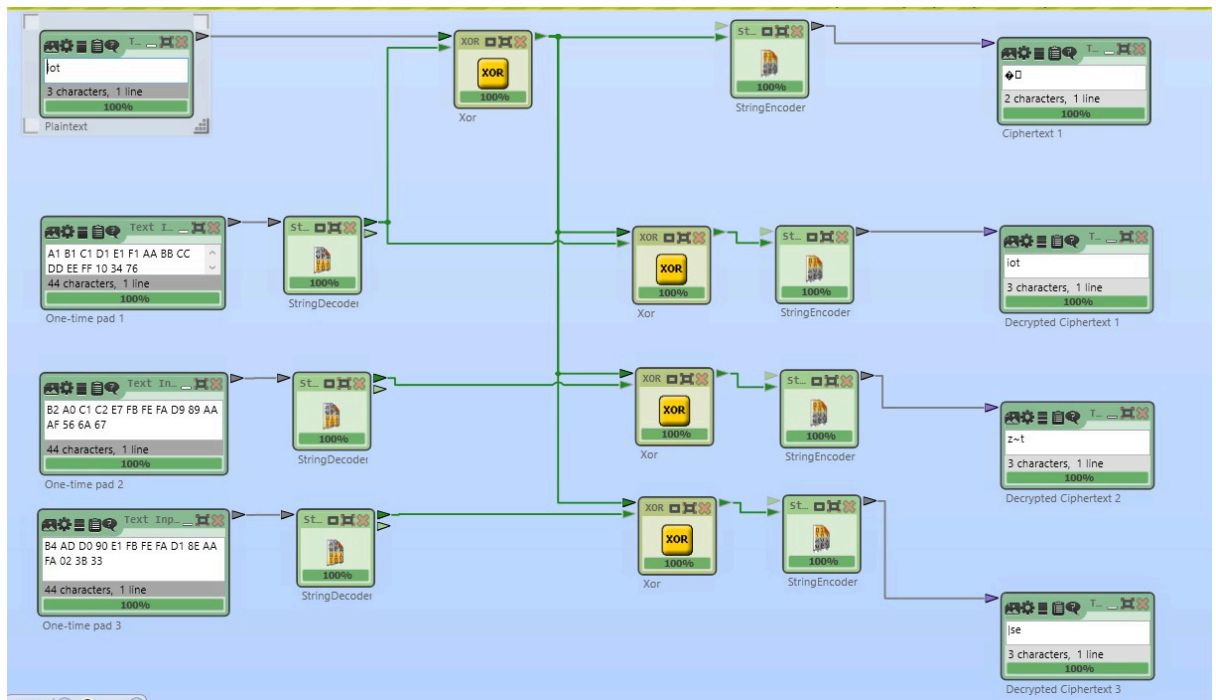 T...
iot
3 characters, 1 line
100%
Plaintext
XOR
XOR
100%
Xor
St...
100%
StringEncoder
T...
�▯
2 characters, 1 line
100%
Ciphertext 1
Text I...
A1 B1 C1 D1 E1 F1 AA BB CC
DD EE FF 10 34 76
44 characters, 1 line
100%
One-time pad 1
St...
100%
StringDecoder
XOR
XOR
100%
Xor
St...
100%
StringEncoder
T...
iot
3 characters, 1 line
100%
Decrypted Ciphertext 1
Text In...
B2 A0 C1 C2 E7 FB FE FA D9 89 AA
AF 56 6A 67
44 characters, 1 line
100%
One-time pad 2
St...
100%
StringDecoder
XOR
XOR
100%
Xor
St...
100%
StringEncoder
T...
z~t
3 characters, 1 line
100%
Decrypted Ciphertext 2
Text Inp...
B4 AD D0 90 E1 FB FE FA D1 8E AA
FA 02 3B 33
44 characters, 1 line
100%
One-time pad 3
St...
100%
StringDecoder
XOR
XOR
100%
Xor
St...
100%
StringEncoder
T...
|se
3 characters, 1 line
100%
Decrypted Ciphertext 3